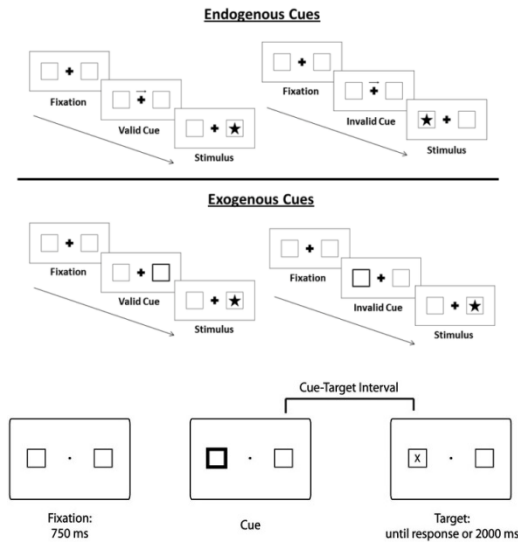 Endogenous Cues
Fixation
Valid Cue
Stimulus
Fixation
Invalid Cue
Stimulus
Exogenous Cues
Fixation
Valid Cue
Stimulus
Fixation
Invalid Cue
Stimulus
Cue-Target Interval
X
Fixation:
750 ms
Cue
Target:
until response or 2000 ms